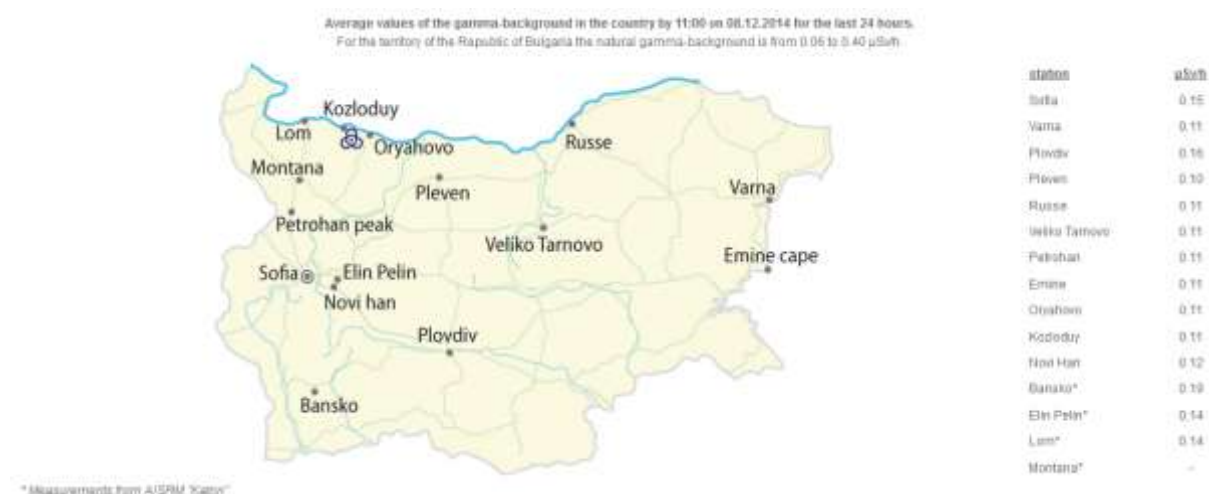 Average values of the gamma-background in the country by 11:00 on 08.12.2014 for the last 24 hours.
For the territory of the Republic of Bulgaria the natural gamma-background is from 0.06 to 0.40 µSv/h
station µSv/h
Sofia 0.15
Varna 0.11
Plovdiv 0.16
Pleven 0.10
Russe 0.11
Veliko Tarnovo 0.11
Petrohan 0.11
Emine 0.11
Oryahovo 0.11
Kozloduy 0.11
Novi Han 0.12
Bansko* 0.19
Elin Pelin* 0.14
Lom* 0.14
Montana* -
Kozloduy
Lom
Oryahovo
Russe
Montana
Pleven
Varna
Petrohan peak
Veliko Tarnovo
Emine cape
Sofia
Elin Pelin
Novi han
Plovdiv
Bansko
* Measurements from AISRM